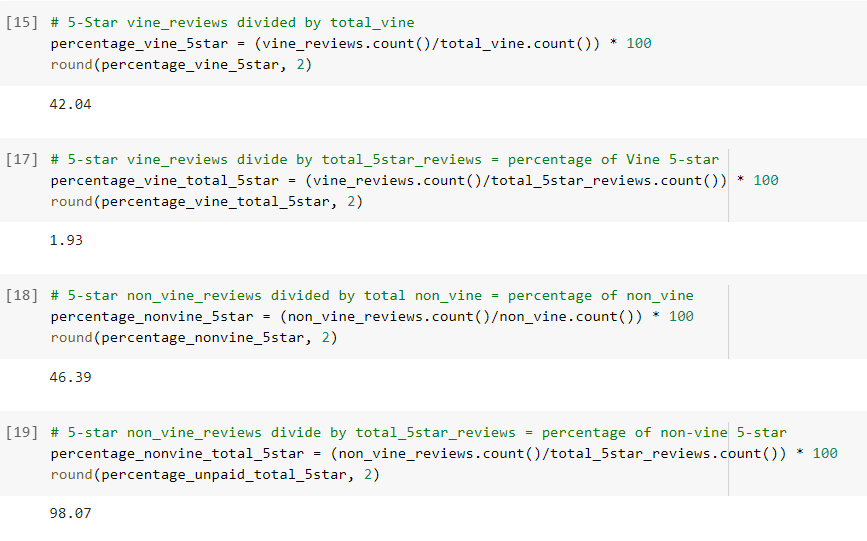 [15] # 5-Star vine_reviews divided by total_vine
percentage_vine_5star = (vine_reviews.count()/total_vine.count()) * 100
round(percentage_vine_5star, 2)
42.04
[17] # 5-star vine_reviews divide by total_5star_reviews = percentage of Vine 5-star
percentage_vine_total_5star = (vine_reviews.count()/total_5star_reviews.count()) * 100
round(percentage_vine_total_5star, 2)
1.93
[18] # 5-star non_vine_reviews divided by total non_vine = percentage of non_vine
percentage_nonvine_5star = (non_vine_reviews.count()/non_vine.count()) * 100
round(percentage_nonvine_5star, 2)
46.39
[19] # 5-star non_vine_reviews divide by total_5star_reviews = percentage of non-vine 5-star
percentage_nonvine_total_5star = (non_vine_reviews.count()/total_5star_reviews.count()) * 100
round(percentage_unpaid_total_5star, 2)
98.07